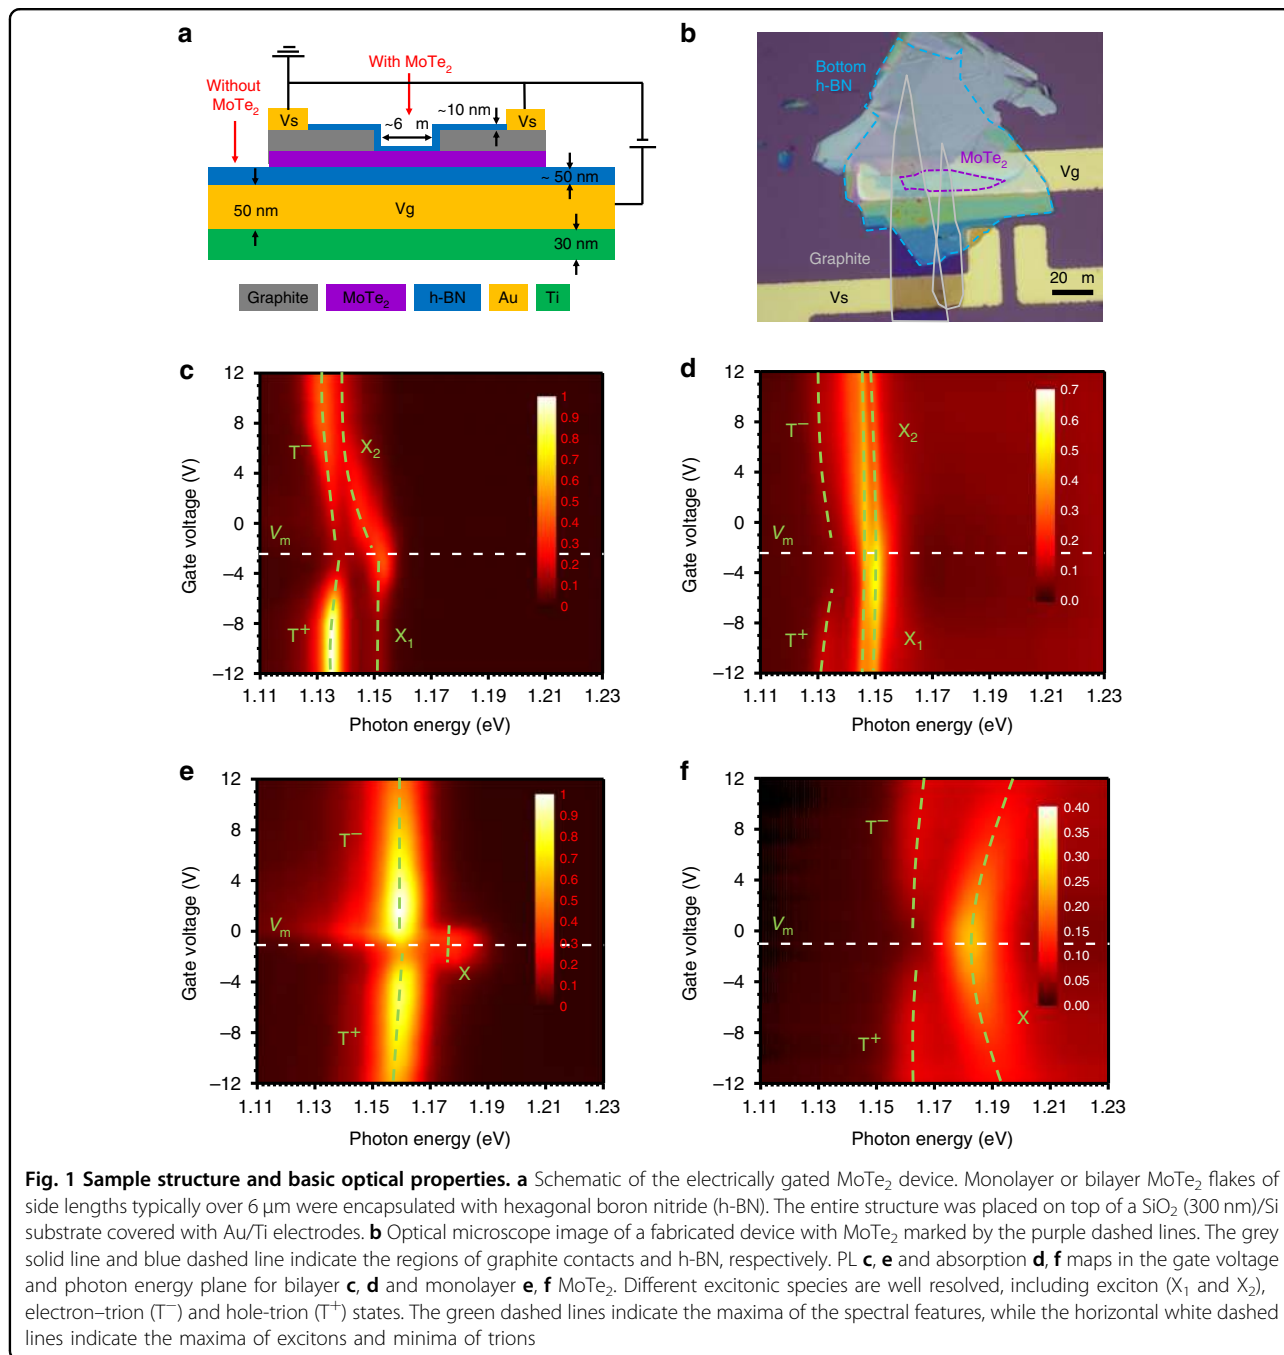 a
With MoTe₂
Without
MoTe₂
Vs
Vs
~10 nm
~6 m
~ 50 nm
50 nm
Vg
30 nm
Graphite
MoTe₂
h-BN
Au
Ti
b
Bottom
h-BN
MoTe₂
Vg
Graphite
Vs
20 m
c
12
8
4
0
−4
−8
−12
Gate voltage (V)
T⁻
X₂
Vₘ
T⁺
X₁
1
0.9
0.8
0.7
0.6
0.5
0.4
0.3
0.2
0.1
0
1.11 1.13 1.15 1.17 1.19 1.21 1.23
Photon energy (eV)
d
12
8
4
0
−4
−8
−12
Gate voltage (V)
T⁻
X₂
Vₘ
T⁺
X₁
0.7
0.6
0.5
0.4
0.3
0.2
0.1
0.0
1.11 1.13 1.15 1.17 1.19 1.21 1.23
Photon energy (eV)
e
12
8
4
0
−4
−8
−12
Gate voltage (V)
T⁻
Vₘ
X
T⁺
1
0.9
0.8
0.7
0.6
0.5
0.4
0.3
0.2
0.1
0
1.11 1.13 1.15 1.17 1.19 1.21 1.23
Photon energy (eV)
f
12
8
4
0
−4
−8
−12
Gate voltage (V)
T⁻
Vₘ
X
T⁺
0.40
0.35
0.30
0.25
0.20
0.15
0.10
0.05
0.00
1.11 1.13 1.15 1.17 1.19 1.21 1.23
Photon energy (eV)
Fig. 1 Sample structure and basic optical properties. a Schematic of the electrically gated MoTe₂ device. Monolayer or bilayer MoTe₂ flakes of
side lengths typically over 6 µm were encapsulated with hexagonal boron nitride (h-BN). The entire structure was placed on top of a SiO₂ (300 nm)/Si
substrate covered with Au/Ti electrodes. b Optical microscope image of a fabricated device with MoTe₂ marked by the purple dashed lines. The grey
solid line and blue dashed line indicate the regions of graphite contacts and h-BN, respectively. PL c, e and absorption d, f maps in the gate voltage
and photon energy plane for bilayer c, d and monolayer e, f MoTe₂. Different excitonic species are well resolved, including exciton (X₁ and X₂),
electron–trion (T⁻) and hole-trion (T⁺) states. The green dashed lines indicate the maxima of the spectral features, while the horizontal white dashed
lines indicate the maxima of excitons and minima of trions